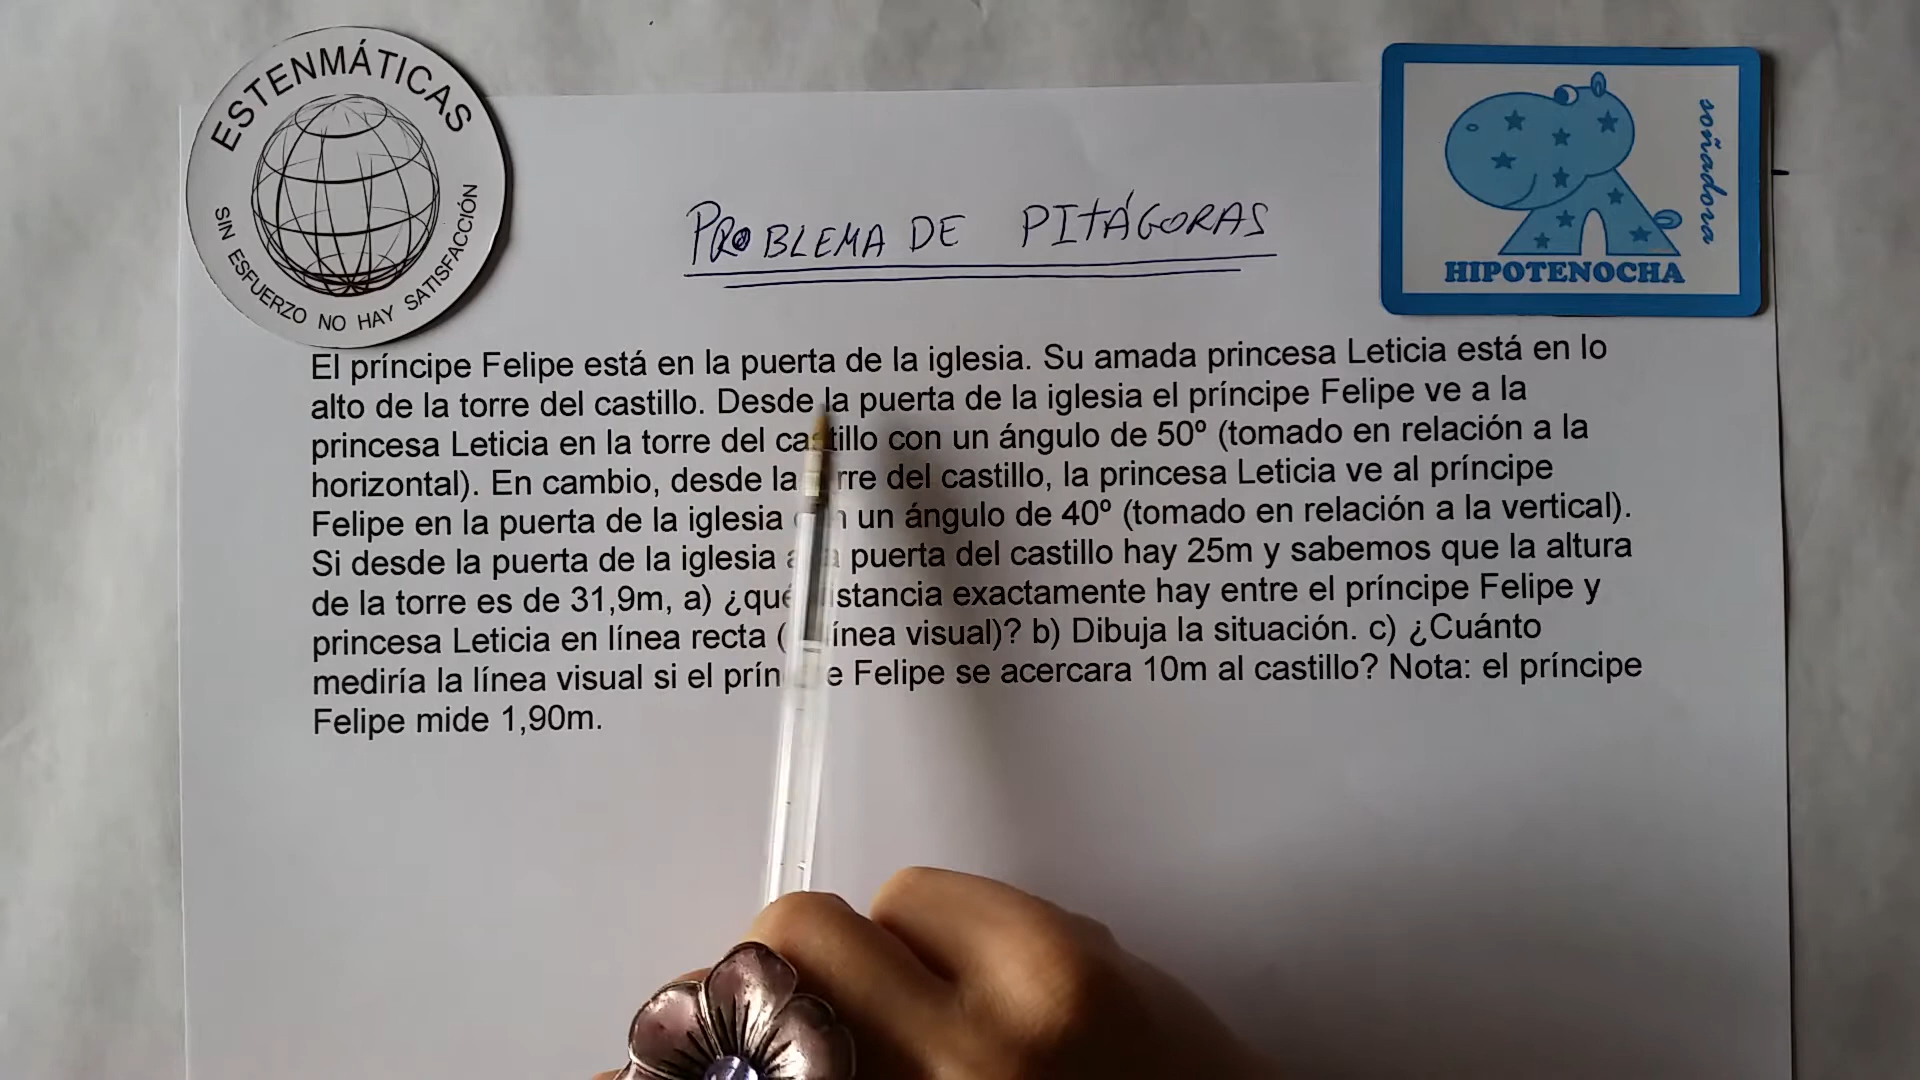 ESTENMÁTICAS
SIN ESFUERZO NO HAY SATISFACCIÓN
soñadora
HIPOTENOCHA
PROBLEMA DE PITÁGORAS
El príncipe Felipe está en la puerta de la iglesia. Su amada princesa Leticia está en lo
alto de la torre del castillo. Desde la puerta de la iglesia el príncipe Felipe ve a la
princesa Leticia en la torre del castillo con un ángulo de 50º (tomado en relación a la
horizontal). En cambio, desde la torre del castillo, la princesa Leticia ve al príncipe
Felipe en la puerta de la iglesia con un ángulo de 40º (tomado en relación a la vertical).
Si desde la puerta de la iglesia a la puerta del castillo hay 25m y sabemos que la altura
de la torre es de 31,9m, a) ¿qué distancia exactamente hay entre el príncipe Felipe y
princesa Leticia en línea recta ( línea visual)? b) Dibuja la situación. c) ¿Cuánto
mediría la línea visual si el príncipe Felipe se acercara 10m al castillo? Nota: el príncipe
Felipe mide 1,90m.